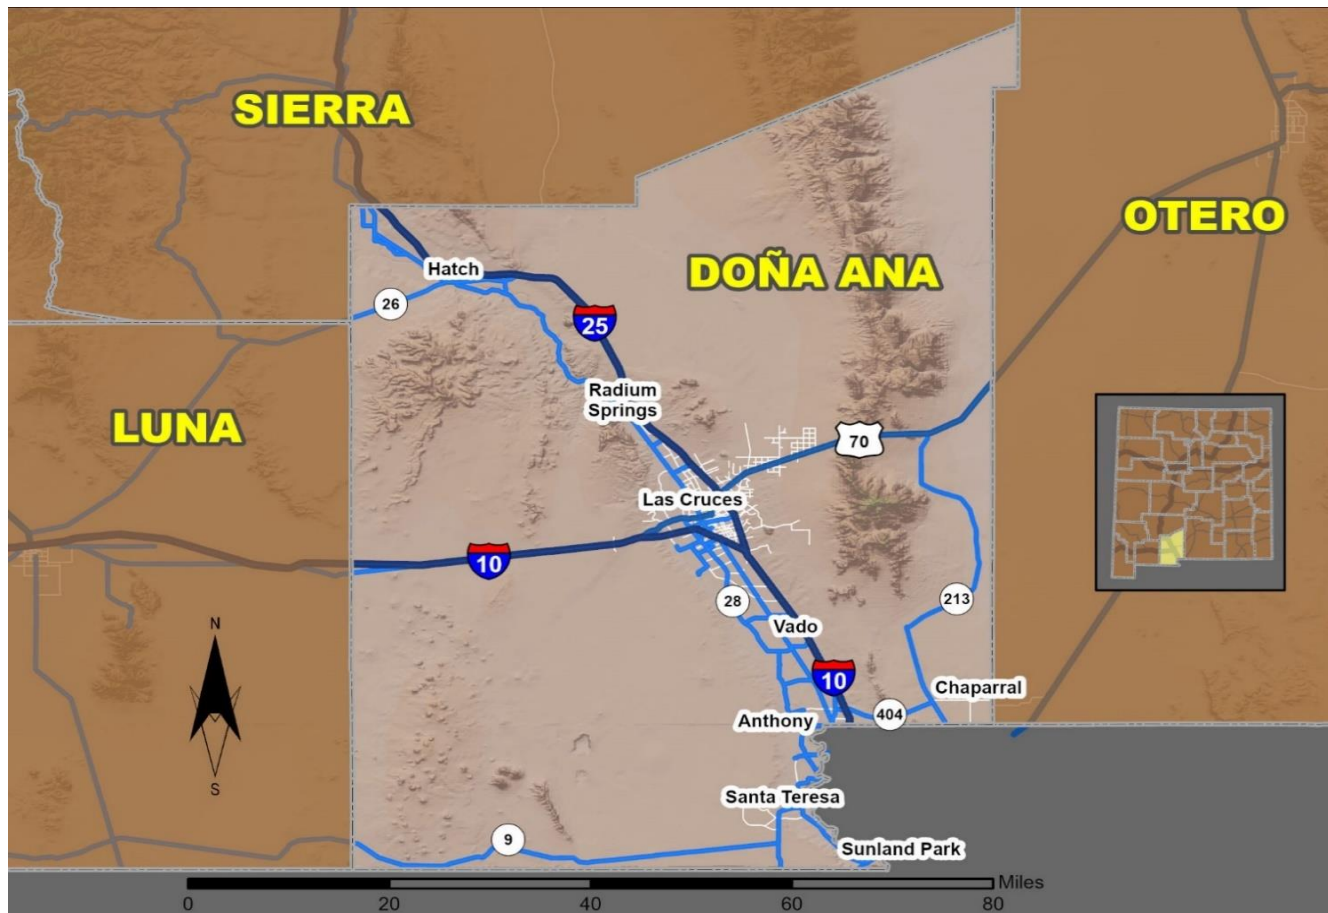 SIERRA
OTERO
DOÑA ANA
Hatch
26
25
Radium
Springs
LUNA
70
Las Cruces
10
28
213
Vado
N
10
Chaparral
404
Anthony
S
Santa Teresa
9
Sunland Park
Miles
0 20 40 60 80